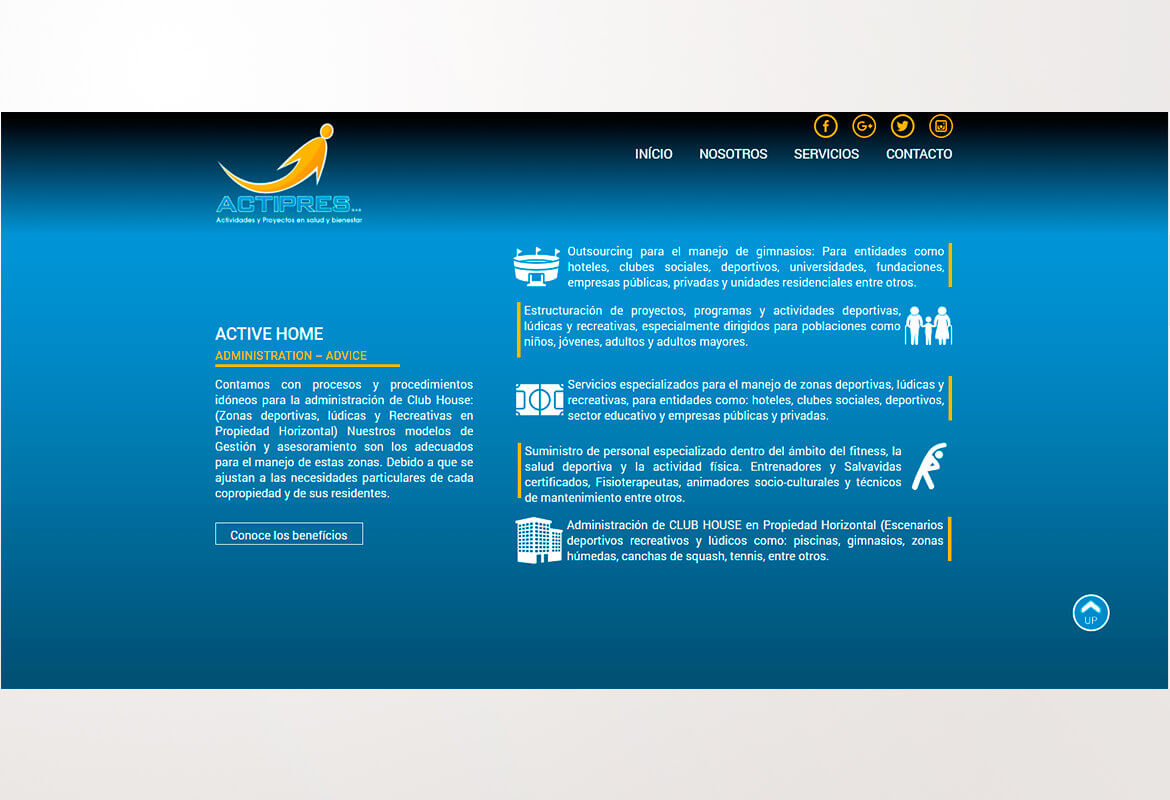 INÍCIO NOSOTROS SERVICIOS CONTACTO
ACTIPRES...
Actividades y Proyectos en salud y bienestar
ACTIVE HOME
ADMINISTRATION – ADVICE
Contamos con procesos y procedimientos
idóneos para la administración de Club House:
(Zonas deportivas, lúdicas y Recreativas en
Propiedad Horizontal) Nuestros modelos de
Gestión y asesoramiento son los adecuados
para el manejo de estas zonas. Debido a que se
ajustan a las necesidades particulares de cada
copropiedad y de sus residentes.
Conoce los benefícios
Outsourcing para el manejo de gimnasios: Para entidades como
hoteles, clubes sociales, deportivos, universidades, fundaciones,
empresas públicas, privadas y unidades residenciales entre otros.
Estructuración de proyectos, programas y actividades deportivas,
lúdicas y recreativas, especialmente dirigidos para poblaciones como
niños, jóvenes, adultos y adultos mayores.
Servicios especializados para el manejo de zonas deportivas, lúdicas y
recreativas, para entidades como: hoteles, clubes sociales, deportivos,
sector educativo y empresas públicas y privadas.
Suministro de personal especializado dentro del ámbito del fitness, la
salud deportiva y la actividad física. Entrenadores y Salvavidas
certificados, Fisioterapeutas, animadores socio-culturales y técnicos
de mantenimiento entre otros.
Administración de CLUB HOUSE en Propiedad Horizontal (Escenarios
deportivos recreativos y lúdicos como: piscinas, gimnasios, zonas
húmedas, canchas de squash, tennis, entre otros.
UP